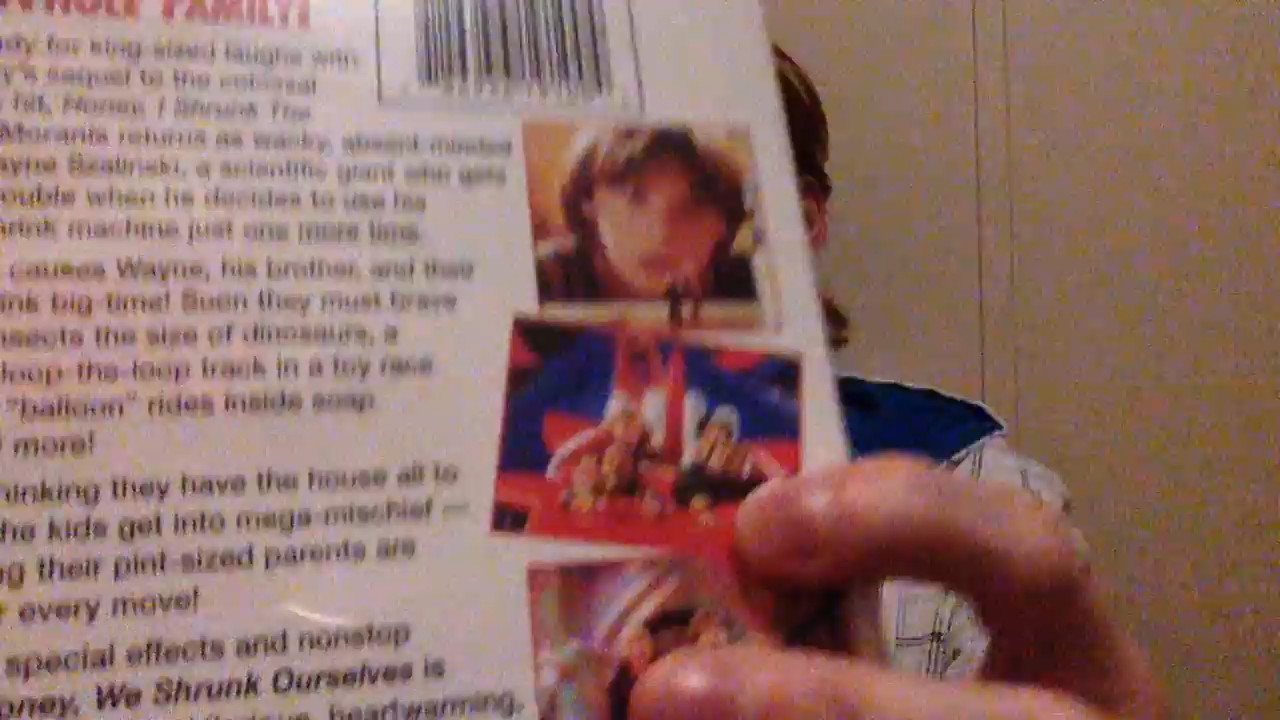 WHOLE FAMILY!
for king-sized laughs with
sequel to the colossal
hit, Honey, I Shrunk The
Moranis returns as wacky, absent-minded
Wayne Szalinski, a scientific giant who gets
trouble when he decides to use his
shrink machine just one more time.
causes Wayne, his brother, and their
big-time! Soon they must brave
insects the size of dinosaurs, a
loop-the-loop track in a toy race
"balloon" rides inside soap
more!
thinking they have the house all to
the kids get into mega-mischief —
their pint-sized parents are
every move!
special effects and nonstop
Honey, We Shrunk Ourselves is
hilarious, heartwarming,